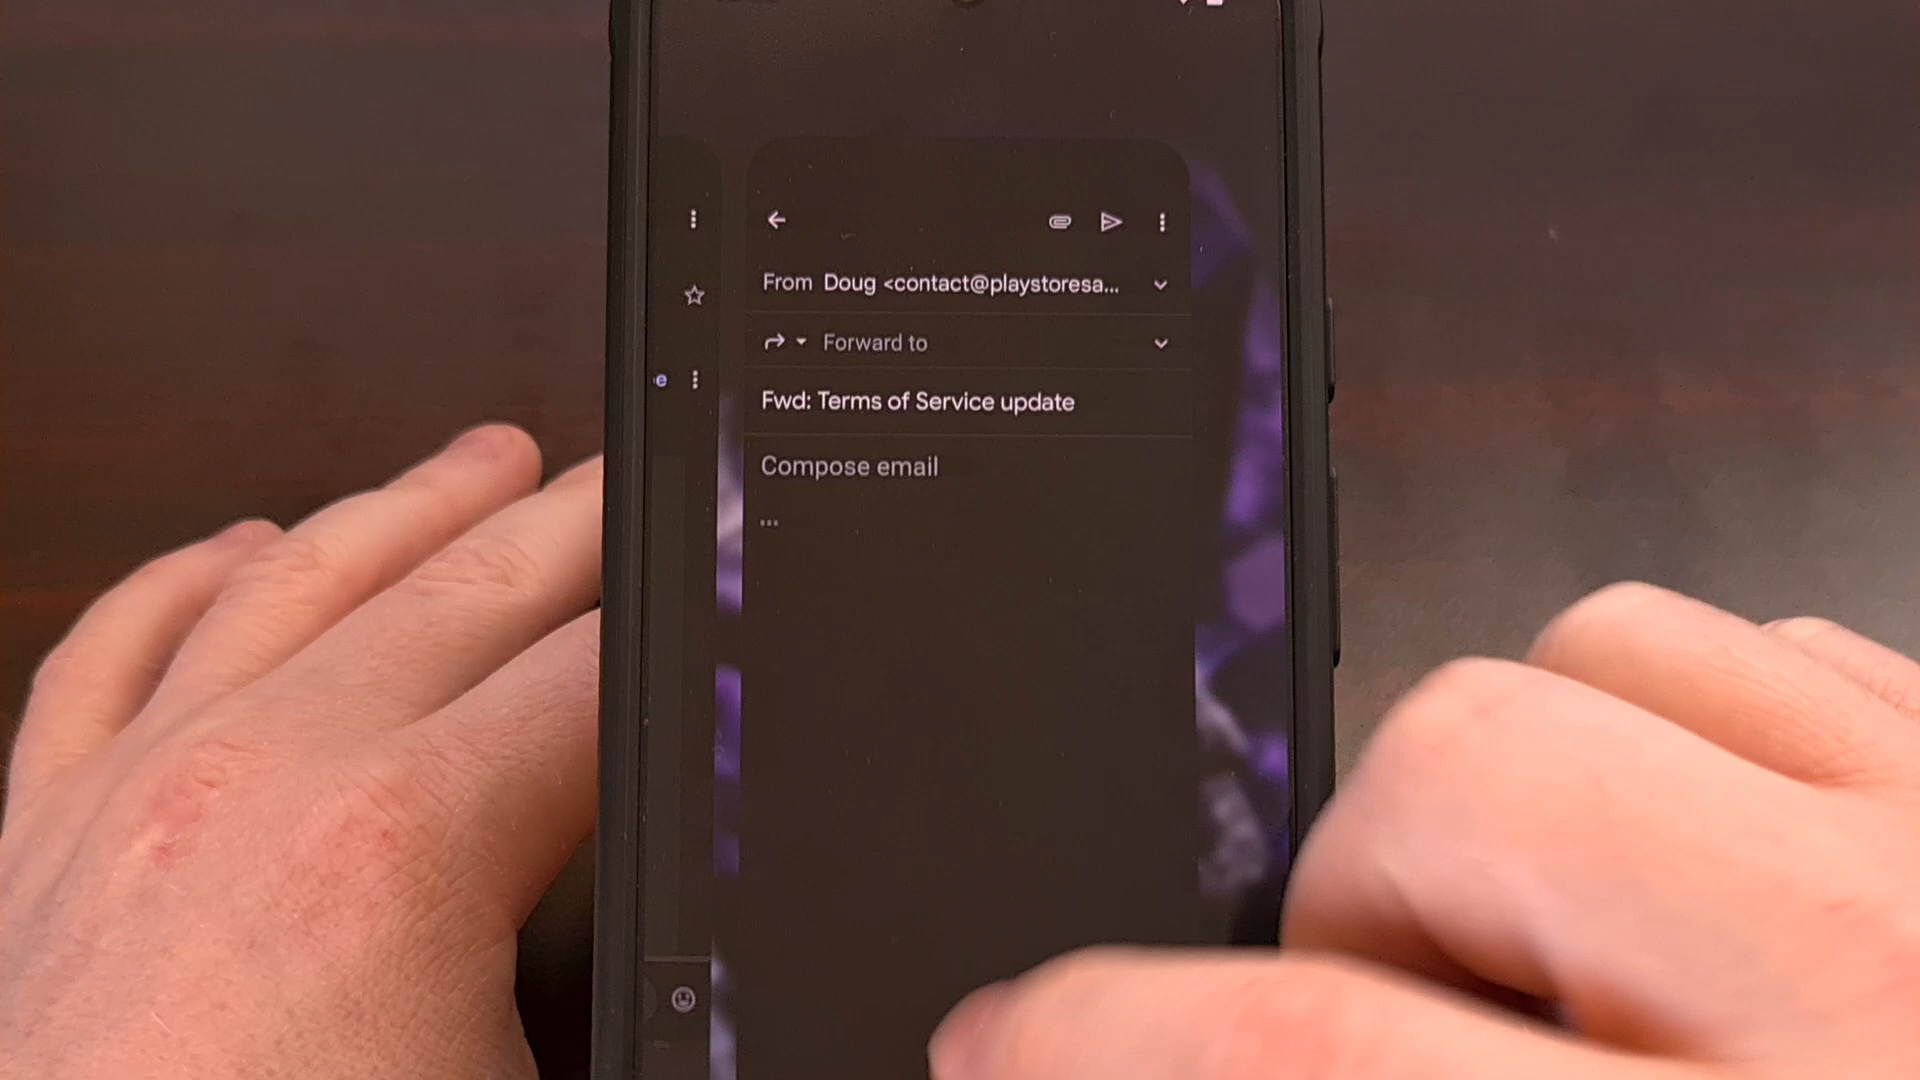 From Doug <contact@playstoresa...
Forward to
Fwd: Terms of Service update
e
Compose email
...